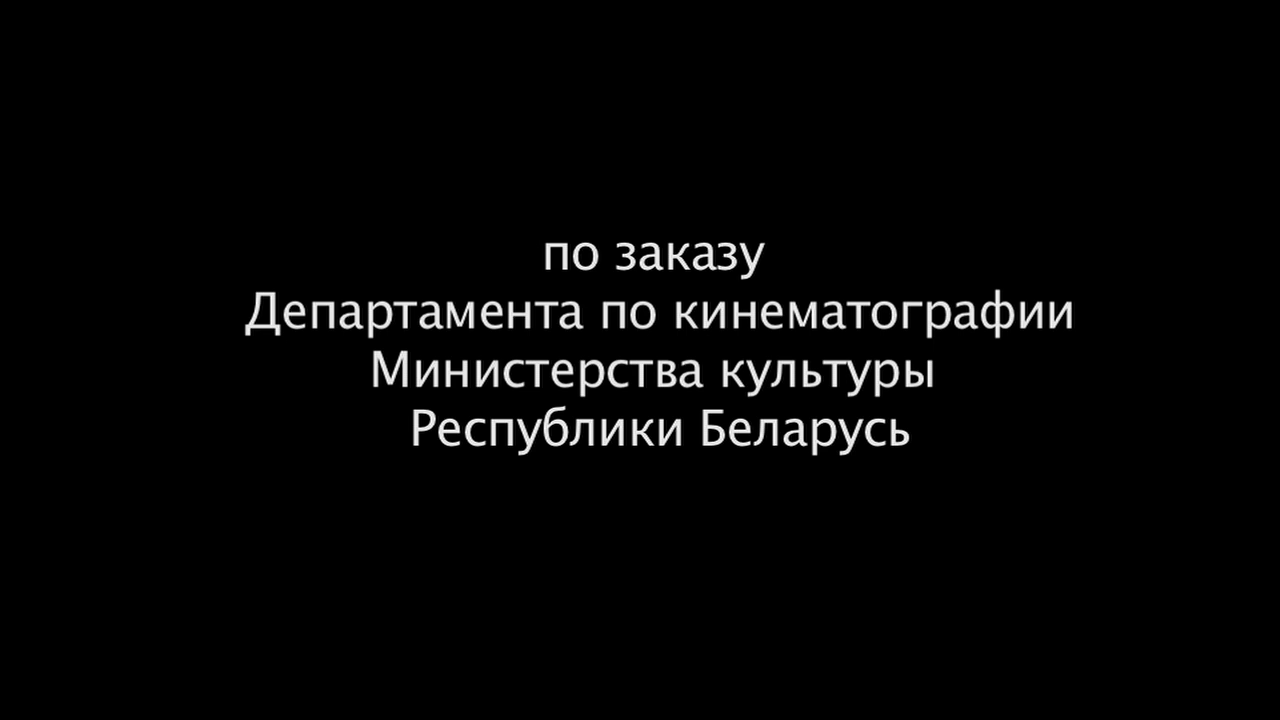 по заказу
Департамента по кинематографии
Министерства культуры
Республики Беларусь